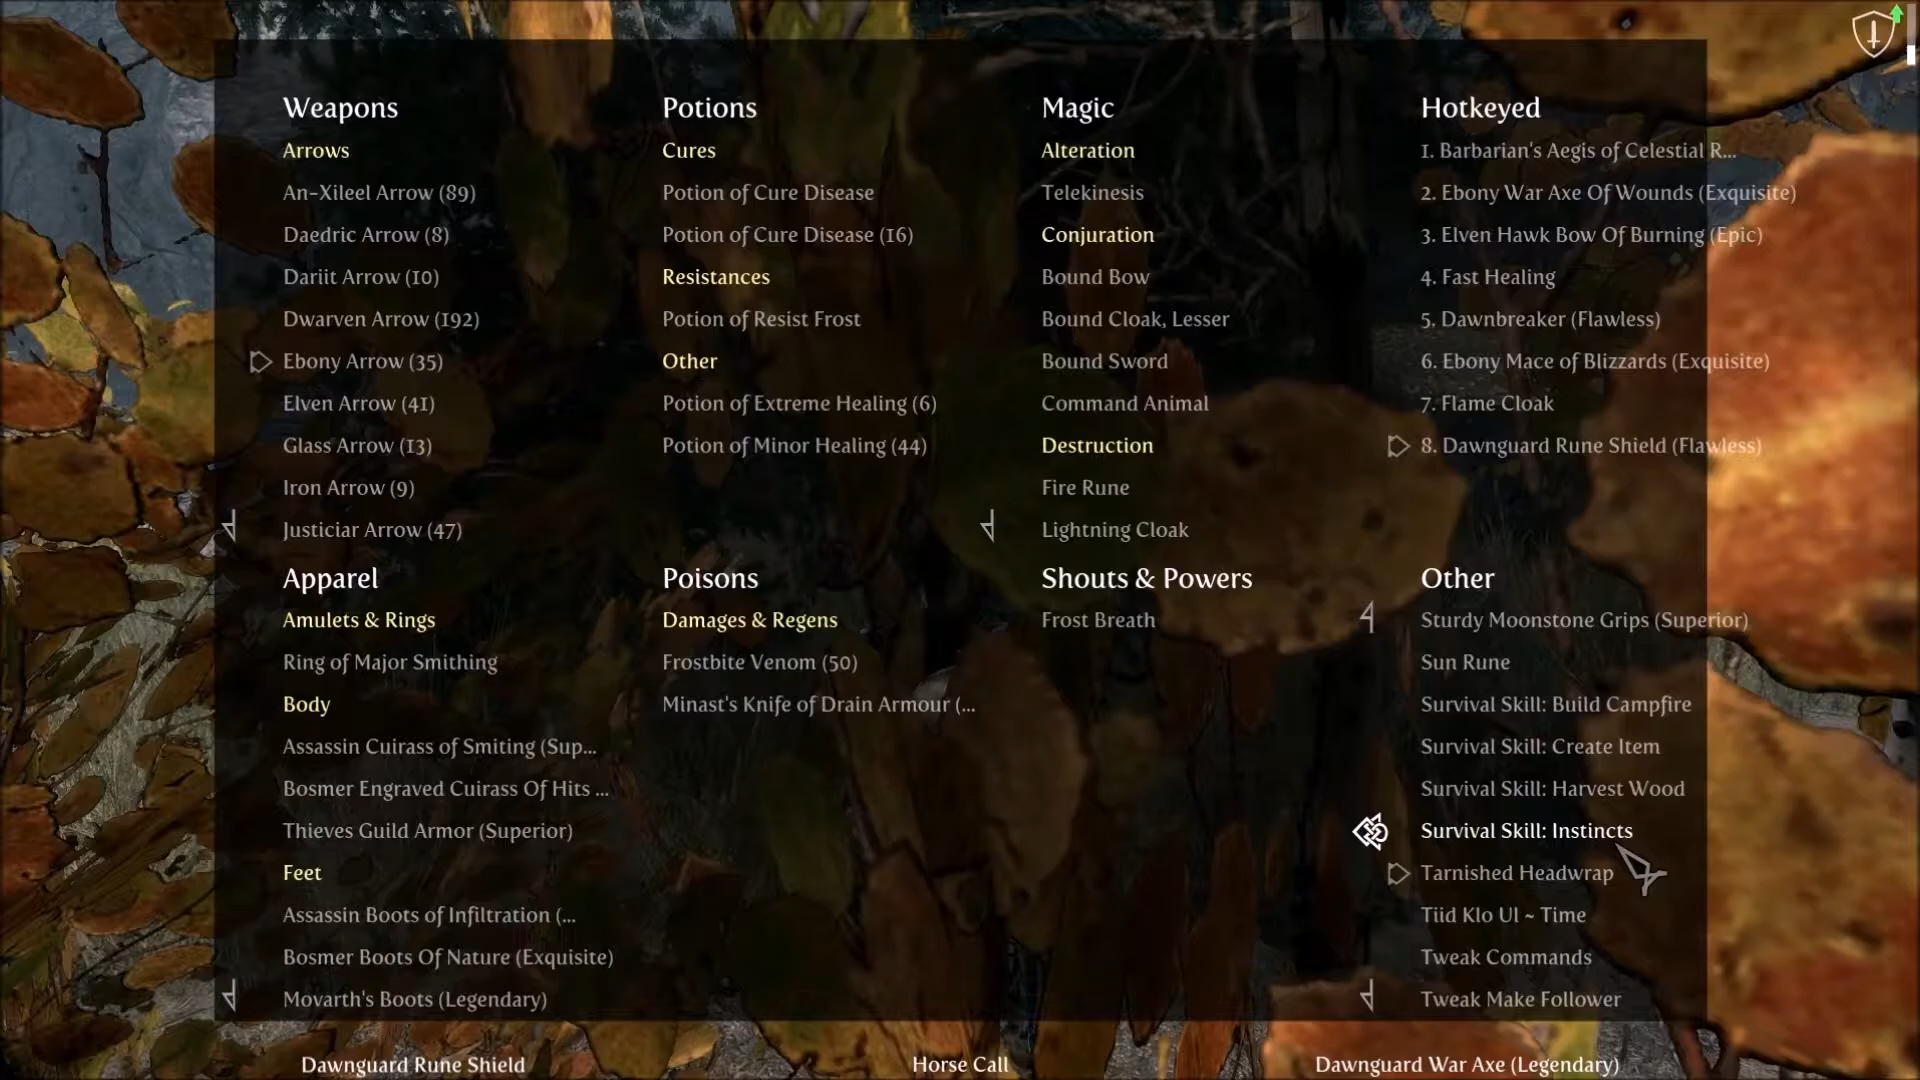 Weapons
Arrows
An-Xileel Arrow (89)
Daedric Arrow (8)
Dariit Arrow (10)
Dwarven Arrow (192)
Ebony Arrow (35)
Elven Arrow (41)
Glass Arrow (13)
Iron Arrow (9)
Justiciar Arrow (47)
Potions
Cures
Potion of Cure Disease
Potion of Cure Disease (16)
Resistances
Potion of Resist Frost
Other
Potion of Extreme Healing (6)
Potion of Minor Healing (44)
Magic
Alteration
Telekinesis
Conjuration
Bound Bow
Bound Cloak, Lesser
Bound Sword
Command Animal
Destruction
Fire Rune
Lightning Cloak
Hotkeyed
1. Barbarian's Aegis of Celestial R...
2. Ebony War Axe Of Wounds (Exquisite)
3. Elven Hawk Bow Of Burning (Epic)
4. Fast Healing
5. Dawnbreaker (Flawless)
6. Ebony Mace of Blizzards (Exquisite)
7. Flame Cloak
8. Dawnguard Rune Shield (Flawless)
Apparel
Amulets & Rings
Ring of Major Smithing
Body
Assassin Cuirass of Smiting (Sup...
Bosmer Engraved Cuirass Of Hits ...
Thieves Guild Armor (Superior)
Feet
Assassin Boots of Infiltration (...
Bosmer Boots Of Nature (Exquisite)
Movarth's Boots (Legendary)
Poisons
Damages & Regens
Frostbite Venom (50)
Minast's Knife of Drain Armour (...
Shouts & Powers
Frost Breath
Other
Sturdy Moonstone Grips (Superior)
Sun Rune
Survival Skill: Build Campfire
Survival Skill: Create Item
Survival Skill: Harvest Wood
Survival Skill: Instincts
Tarnished Headwrap
Tiid Klo Ul ~ Time
Tweak Commands
Tweak Make Follower
Dawnguard Rune Shield
Horse Call
Dawnguard War Axe (Legendary)